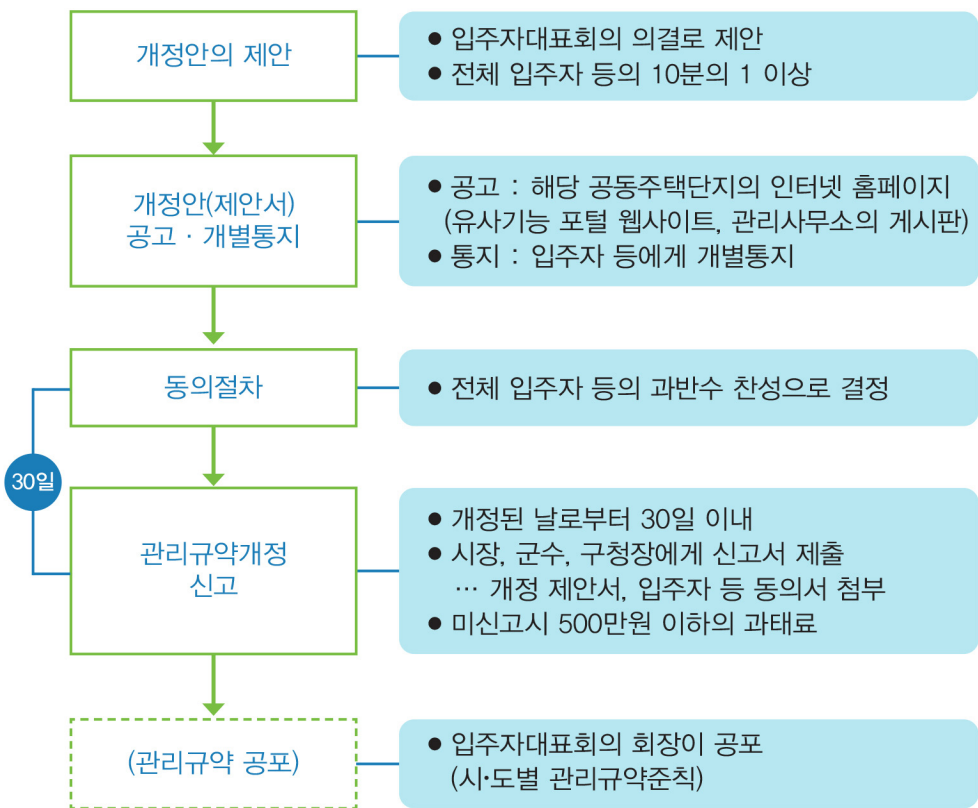 개정안의 제안
● 입주자대표회의 의결로 제안
● 전체 입주자 등의 10분의 1 이상
개정안(제안서)
공고 · 개별통지
● 공고 : 해당 공동주택단지의 인터넷 홈페이지
(유사기능 포털 웹사이트, 관리사무소의 게시판)
● 통지 : 입주자 등에게 개별통지
동의절차
● 전체 입주자 등의 과반수 찬성으로 결정
30일
관리규약개정
신고
● 개정된 날로부터 30일 이내
● 시장, 군수, 구청장에게 신고서 제출
… 개정 제안서, 입주자 등 동의서 첨부
● 미신고시 500만원 이하의 과태료
(관리규약 공포)
● 입주자대표회의 회장이 공포
(시·도별 관리규약준칙)